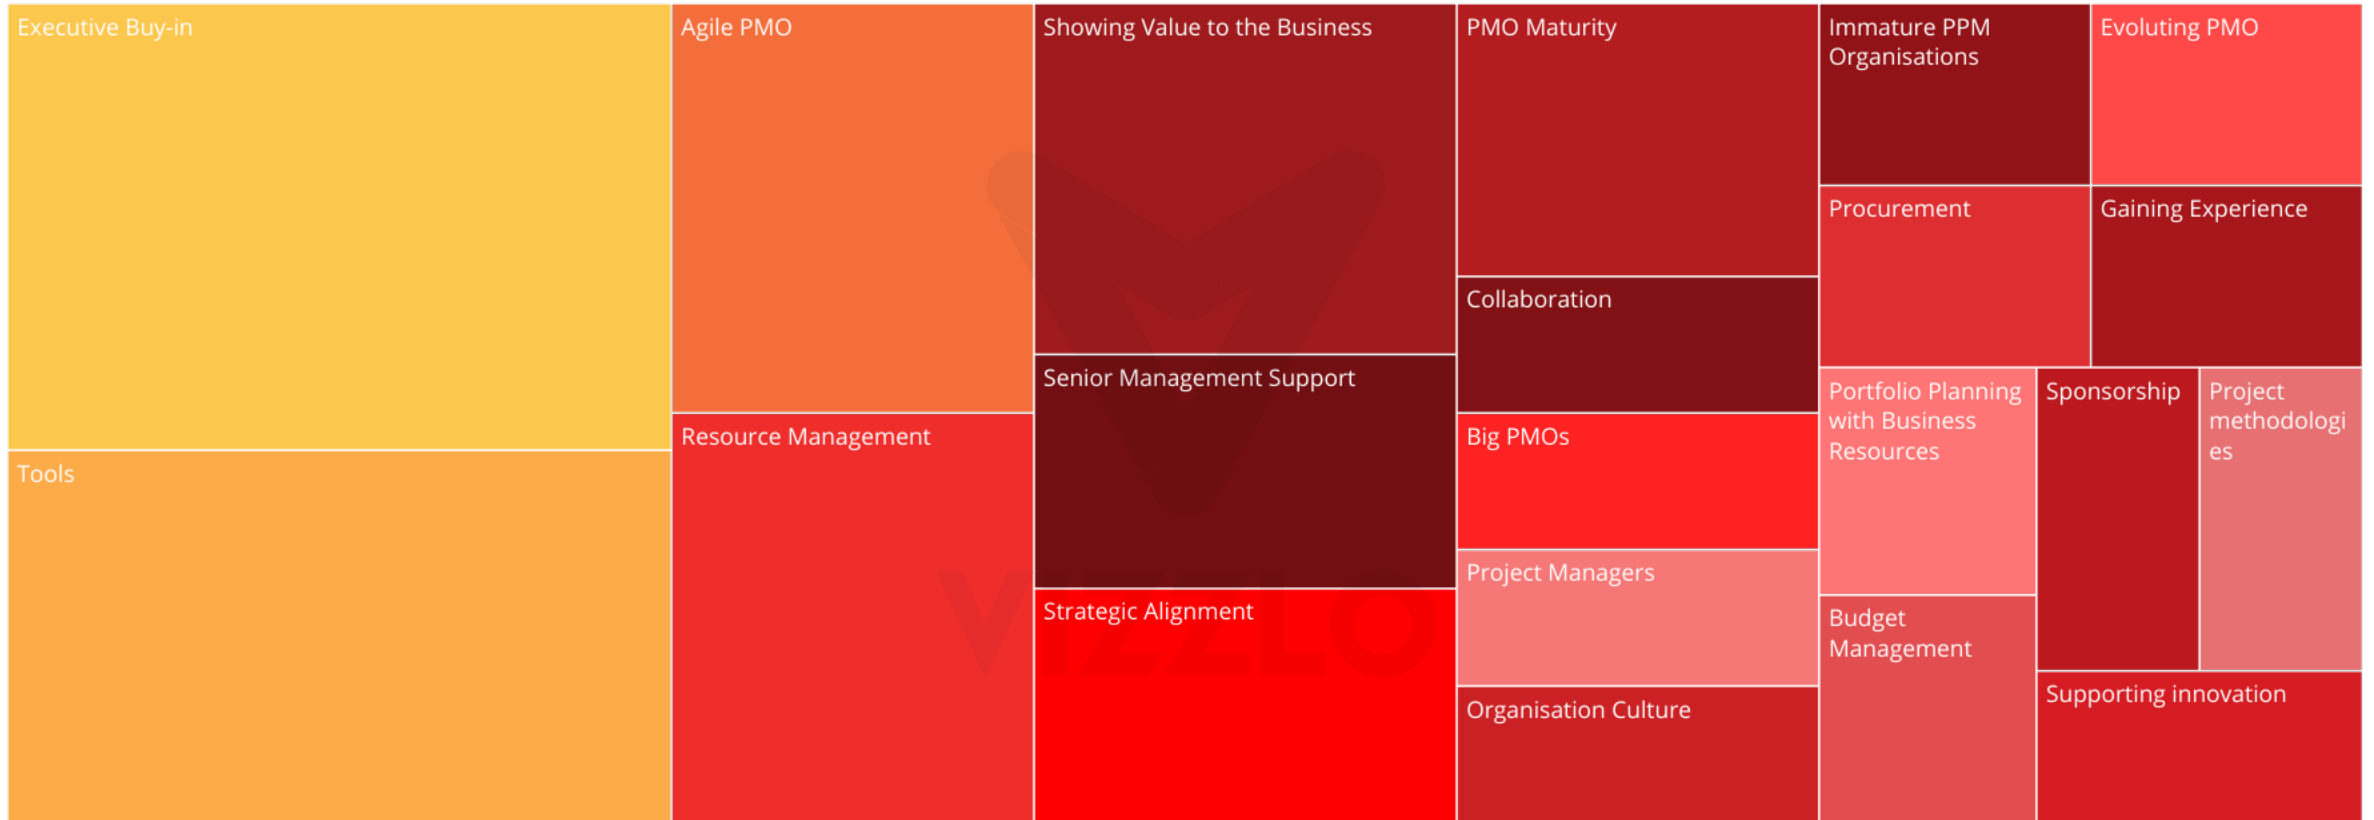 Executive Buy-in
Tools
Agile PMO
Resource Management
Showing Value to the Business
Senior Management Support
Strategic Alignment
PMO Maturity
Collaboration
Big PMOs
Project Managers
Organisation Culture
Immature PPM
Organisations
Evoluting PMO
Procurement
Gaining Experience
Portfolio Planning
with Business
Resources
Budget
Management
Sponsorship
Project
methodologi
es
Supporting innovation
VIZZLO